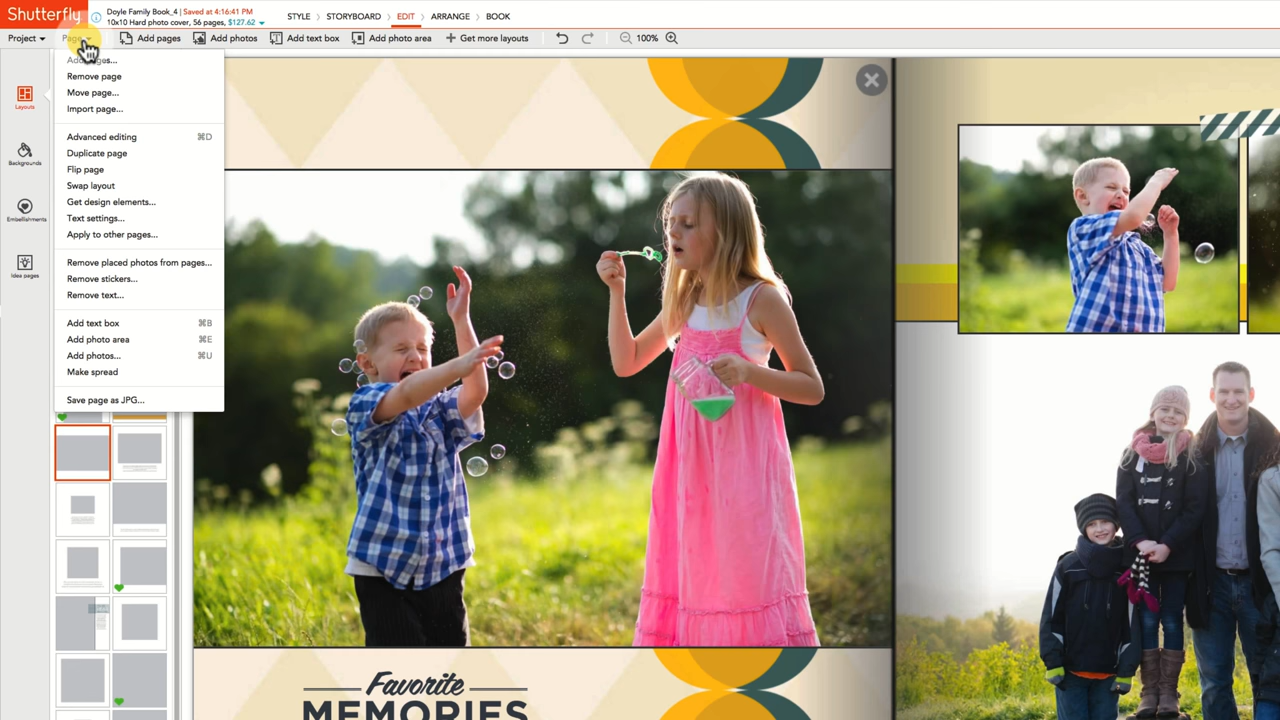 Shutterfly
Doyle Family Book_4 | Saved at 4:16:41 PM
10x10 Hard photo cover, 56 pages, $127.62
STYLE
STORYBOARD
EDIT
ARRANGE
BOOK
Project
Page
Add pages
Add photos
Add text box
Add photo area
Get more layouts
100%
Add pages...
Remove page
Move page...
Import page...
Advanced editing ⌘D
Duplicate page
Flip page
Swap layout
Get design elements...
Text settings...
Apply to other pages...
Remove placed photos from pages...
Remove stickers...
Remove text...
Add text box ⌘B
Add photo area ⌘E
Add photos... ⌘U
Make spread
Save page as JPG...
Layouts
Backgrounds
Embellishments
Idea pages
Favorite
MEMORIES